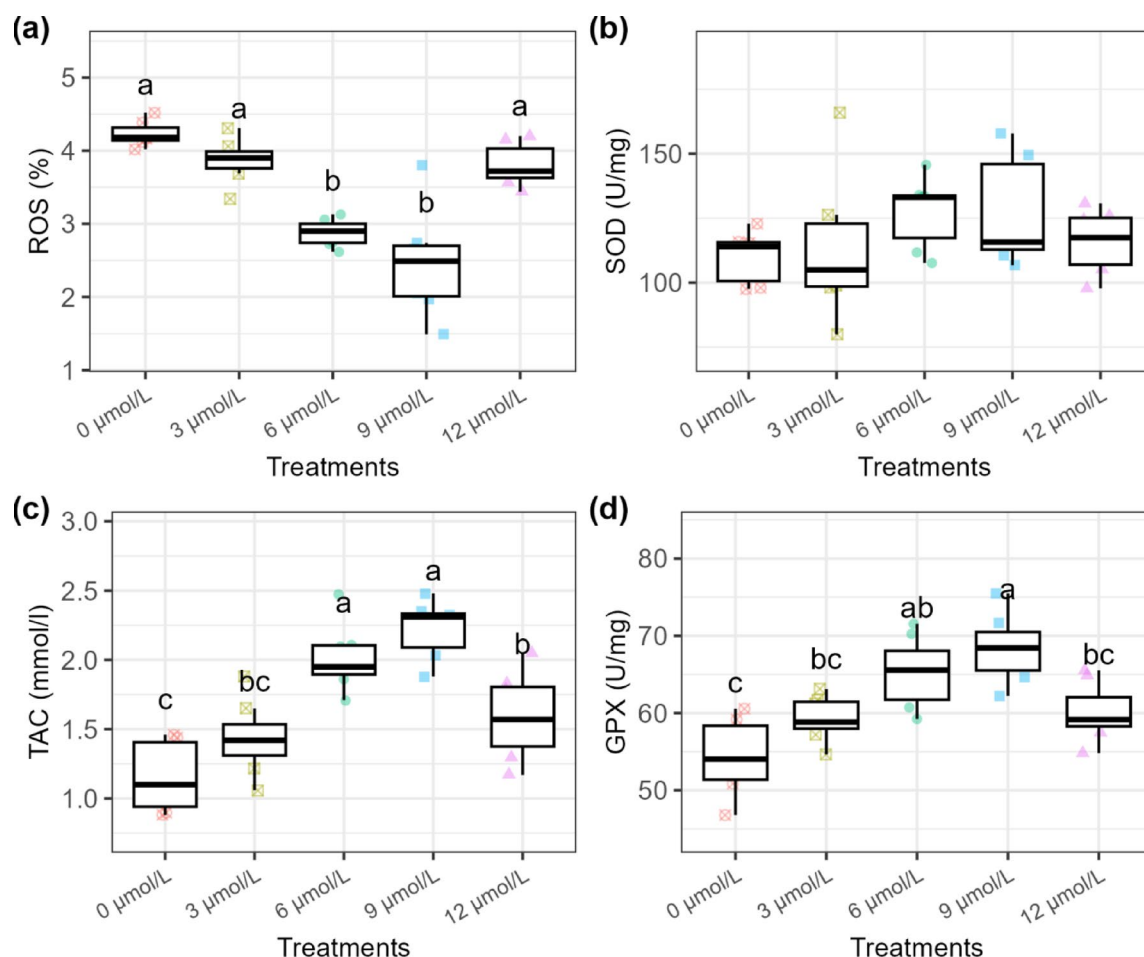 (a)
ROS (%)
5
4
3
2
1
a
a
b
b
a
0 µmol/L
3 µmol/L
6 µmol/L
9 µmol/L
12 µmol/L
Treatments
(b)
SOD (U/mg)
150
100
0 µmol/L
3 µmol/L
6 µmol/L
9 µmol/L
12 µmol/L
Treatments
(c)
TAC (mmol/l)
3.0
2.5
2.0
1.5
1.0
c
bc
a
a
b
0 µmol/L
3 µmol/L
6 µmol/L
9 µmol/L
12 µmol/L
Treatments
(d)
GPX (U/mg)
80
70
60
50
c
bc
ab
a
bc
0 µmol/L
3 µmol/L
6 µmol/L
9 µmol/L
12 µmol/L
Treatments